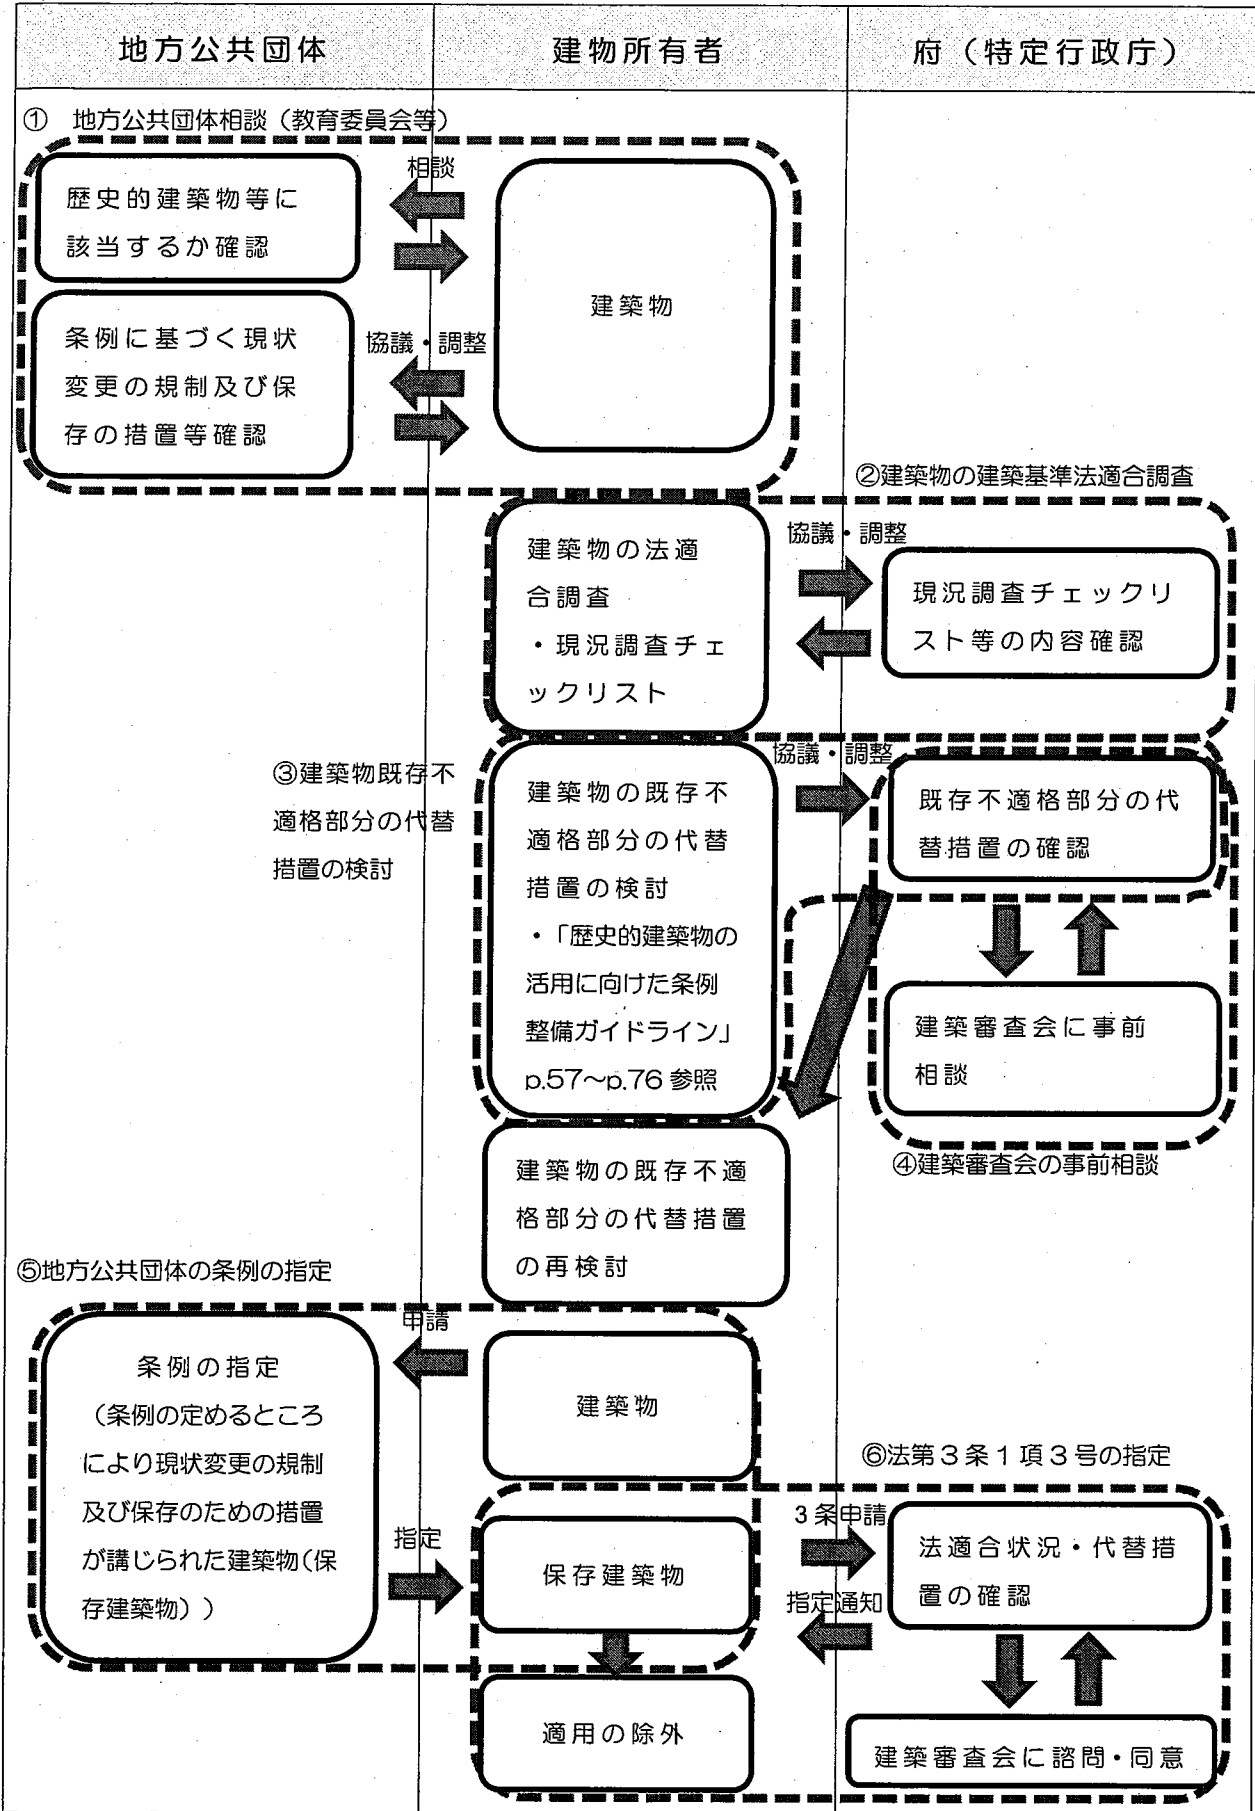 地方公共団体
建物所有者
府（特定行政庁）
①　地方公共団体相談（教育委員会等）
歴史的建築物等に
該当するか確認
相談
建築物
条例に基づく現状
変更の規制及び保
存の措置等確認
協議・調整
②建築物の建築基準法適合調査
建築物の法適
合調査
・現況調査チェ
ックリスト
協議・調整
現況調査チェックリ
スト等の内容確認
③建築物既存不
適格部分の代替
措置の検討
建築物の既存不
適格部分の代替
措置の検討
・「歴史的建築物の
活用に向けた条例
整備ガイドライン」
p.57～p.76 参照
協議・調整
既存不適格部分の代
替措置の確認
建築審査会に事前
相談
④建築審査会の事前相談
建築物の既存不適
格部分の代替措置
の再検討
⑤地方公共団体の条例の指定
申請
条例の指定
（条例の定めるところ
により現状変更の規制
及び保存のための措置
が講じられた建築物（保
存建築物））
建築物
指定
保存建築物
⑥法第３条１項３号の指定
3 条申請
法適合状況・代替措
置の確認
指定通知
適用の除外
建築審査会に諮問・同意